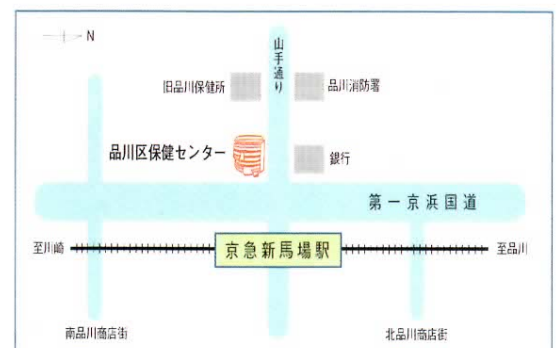 N
山手通り
旧品川保健所
品川消防署
品川区保健センター
銀行
第一京浜国道
至川崎
京急新馬場駅
至品川
南品川商店街
北品川商店街